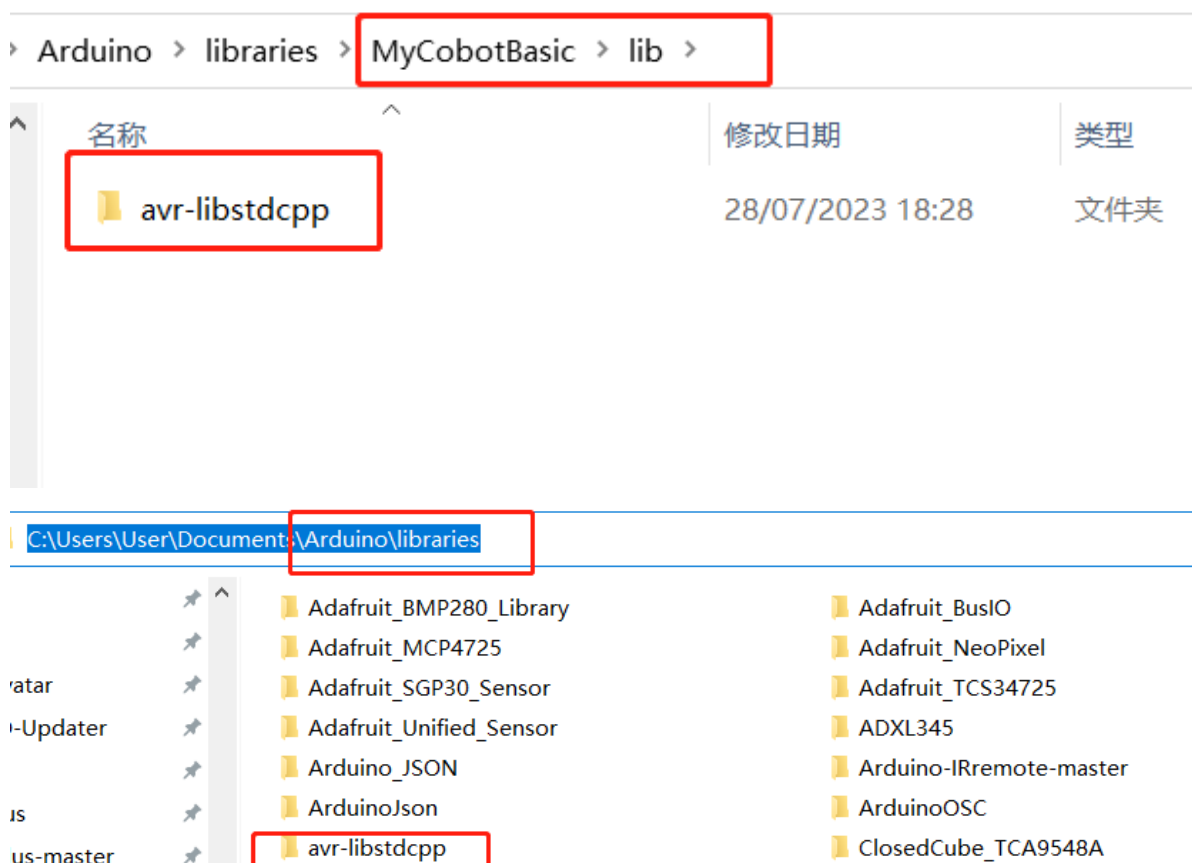 Arduino > libraries > MyCobotBasic > lib >
名称 修改日期 类型
avr-libstdcpp 28/07/2023 18:28 文件夹
C:\Users\User\Documents\Arduino\libraries
Adafruit_BMP280_Library Adafruit_BusIO
Adafruit_MCP4725 Adafruit_NeoPixel
vatar Adafruit_SGP30_Sensor Adafruit_TCS34725
-Updater Adafruit_Unified_Sensor ADXL345
Arduino_JSON Arduino-IRremote-master
us ArduinoJson ArduinoOSC
us-master avr-libstdcpp ClosedCube_TCA9548A